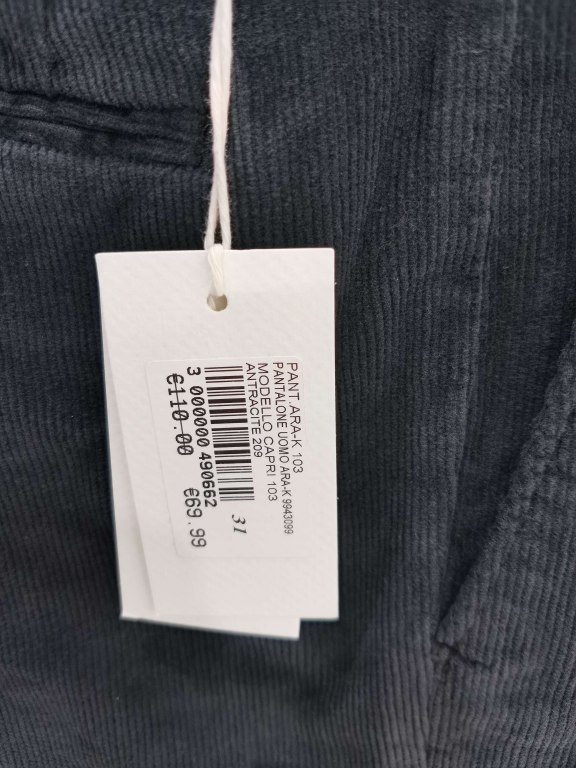 PANT.ARA-K 103
PANTALONE UOMO ARA-K 9943099
MODELLO CAPRI 103
ANTRACITE 209
31
3 000000 490662
€110.00 €69.99